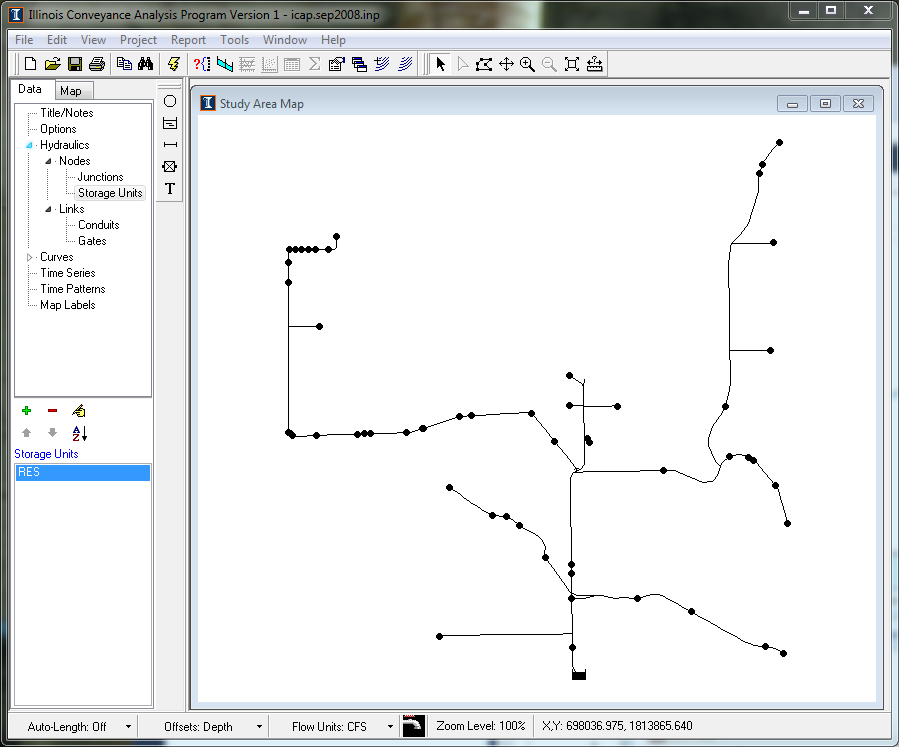 Illinois Conveyance Analysis Program Version 1 - icap.sep2008.inp
File Edit View Project Report Tools Window Help
Data Map
Title/Notes
Options
Hydraulics
Nodes
Junctions
Storage Units
Links
Conduits
Gates
Curves
Time Series
Time Patterns
Map Labels
T
Study Area Map
A
Z
Storage Units
RES
Auto-Length: Off Offsets: Depth Flow Units: CFS Zoom Level: 100% X,Y: 698036.975, 1813865.640